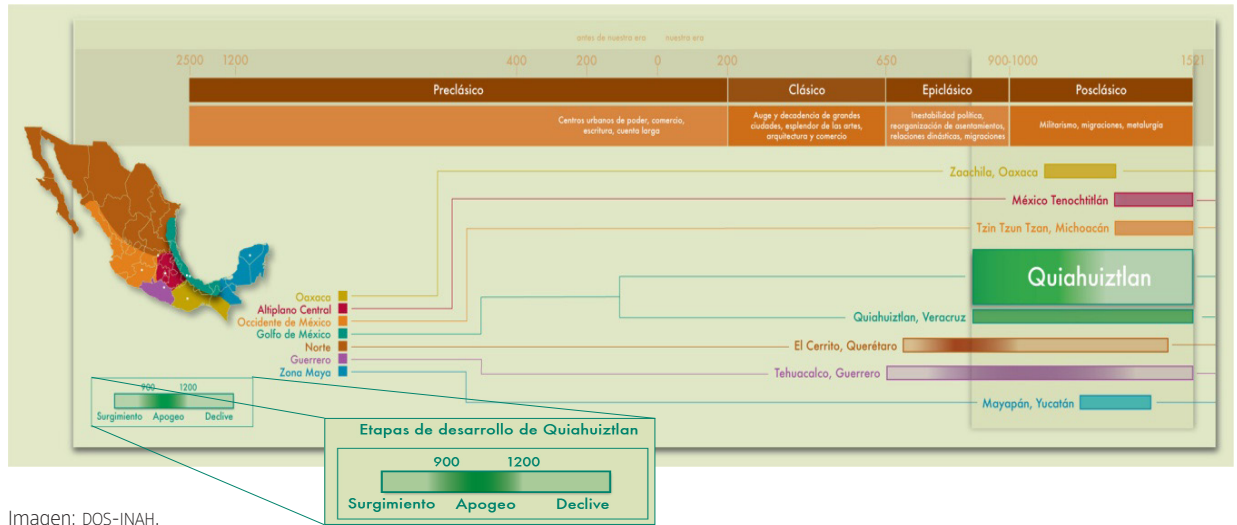 antes de nuestra era nuestra era
2500 1200 400 200 0 200 650 900-1000 1521
Preclásico Clásico Epiclásico Posclásico
Centros urbanos de poder, comercio,
escritura, cuenta larga
Auge y decadencia de grandes
ciudades, esplendor de las artes,
arquitectura y comercio
Inestabilidad política,
reorganización de asentamientos,
relaciones dinásticas, migraciones
Militarismo, migraciones, metalurgia
Zaachila, Oaxaca
México Tenochtitlán
Tzin Tzun Tzan, Michoacán
Quiahuiztlan
Quiahuiztlan, Veracruz
El Cerrito, Querétaro
Tehuacalco, Guerrero
Mayapán, Yucatán
Oaxaca
Altiplano Central
Occidente de México
Golfo de México
Norte
Guerrero
Zona Maya
900 1200
Surgimiento Apogeo Declive
Etapas de desarrollo de Quiahuiztlan
900 1200
Surgimiento Apogeo Declive
Imagen: DOS-INAH.